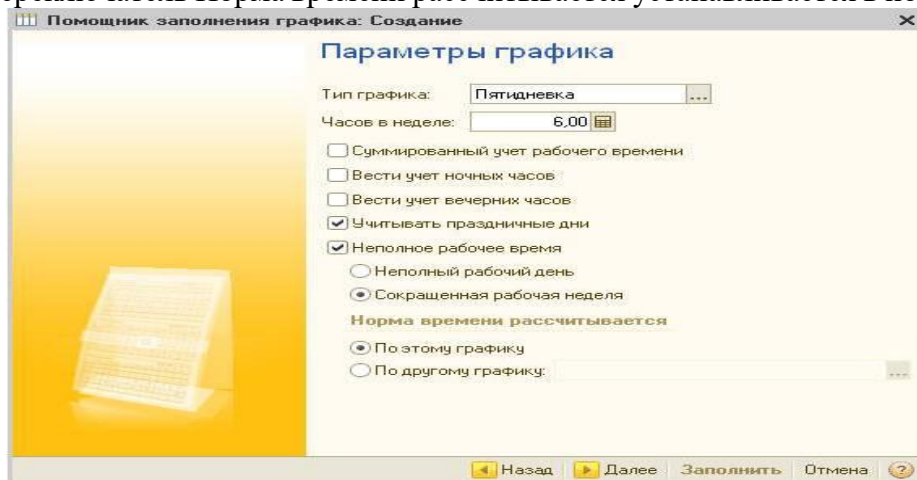 Помощник заполнения графика: Создание
Параметры графика
Тип графика: Пятидневка ...
Часов в неделе: 6,00
Суммированный учет рабочего времени
Вести учет ночных часов
Вести учет вечерних часов
Учитывать праздничные дни
Неполное рабочее время
Неполный рабочий день
Сокращенная рабочая неделя
Норма времени рассчитывается
По этому графику
По другому графику: ...
Назад Далее Заполнить Отмена ?